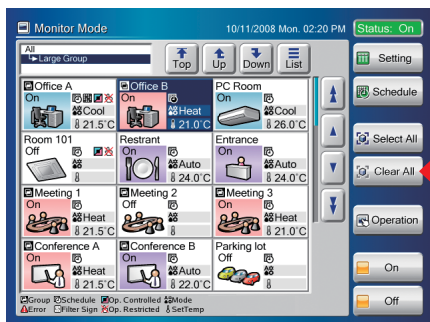 Monitor Mode
10/11/2008 Mon. 02:20 PM
Status: On
All
Large Group
Top
Up
Down
List
Setting
Schedule
Select All
Clear All
Operation
On
Off
Office A
On
Cool
21.5°C
Office B
On
Heat
21.0°C
PC Room
On
Cool
26.0°C
Room 101
Off
Restrant
On
Auto
24.0°C
Entrance
On
Auto
24.0°C
Meeting 1
On
Heat
21.5°C
Meeting 2
Off
Meeting 3
On
Heat
21.0°C
Conference A
On
Heat
21.5°C
Conference B
On
Auto
22.0°C
Parking lot
Off
Group Schedule Op. Controlled Mode
Error Filter Sign Op. Restricted SetTemp